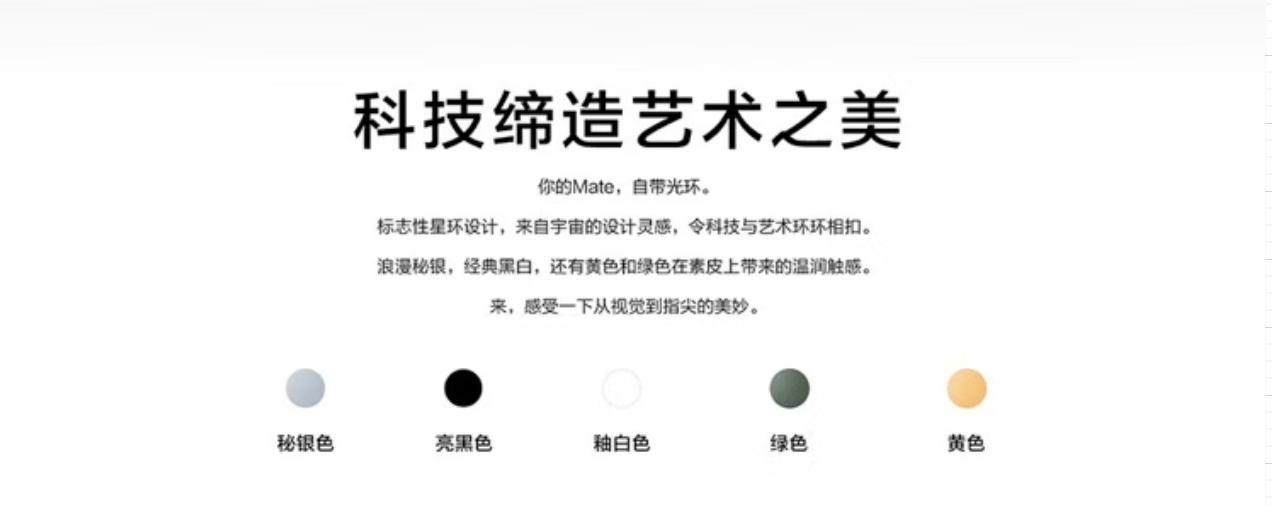 科技缔造艺术之美
你的Mate，自带光环。
标志性星环设计，来自宇宙的设计灵感，令科技与艺术环环相扣。
浪漫秘银，经典黑白，还有黄色和绿色在素皮上带来的温润触感。
来，感受一下从视觉到指尖的美妙。
秘银色 亮黑色 釉白色 绿色 黄色